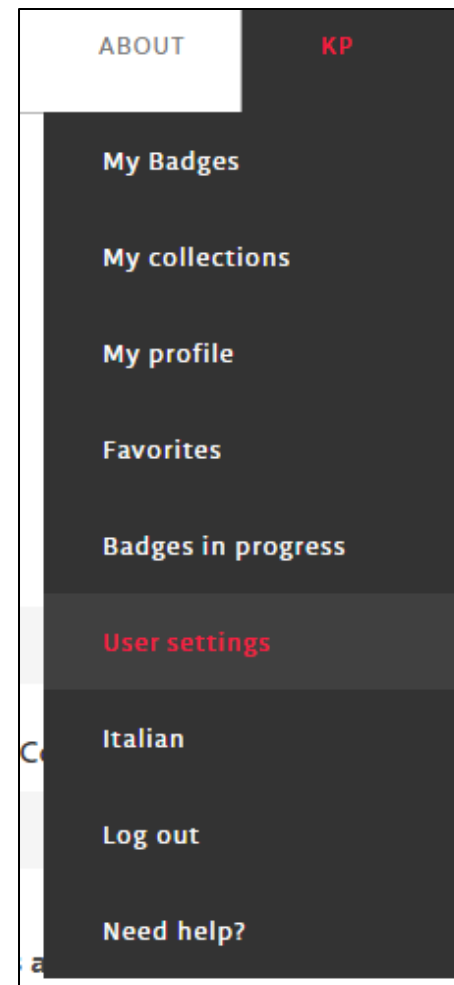 ABOUT KP
My Badges
My collections
My profile
Favorites
Badges in progress
User settings
Italian
Log out
Need help?